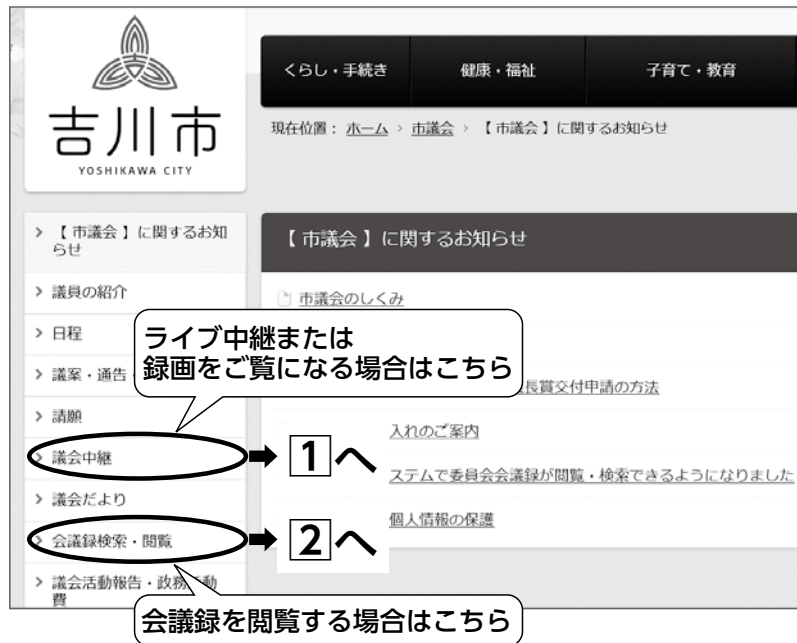 くらし・手続き
健康・福祉
子育て・教育
吉川市
YOSHIKAWA CITY
現在位置： ホーム > 市議会 > 【 市議会 】に関するお知らせ
> 【 市議会 】に関するお知
らせ
> 議員の紹介
> 日程
> 議案・通告
> 請願
> 議会中継
> 議会だより
> 会議録検索・閲覧
> 議会活動報告・政務活動
費
【 市議会 】に関するお知らせ
市議会のしくみ
長賞交付申請の方法
入れのご案内
ステムで委員会会議録が閲覧・検索できるようになりました
個人情報の保護
ライブ中継または
録画をご覧になる場合はこちら
➡ 1へ
➡ 2へ
会議録を閲覧する場合はこちら